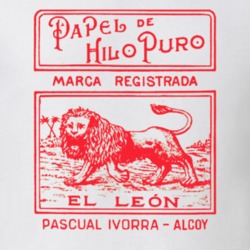 PAPEL DE
HILO PURO
MARCA REGISTRADA
EL LEÓN
PASCUAL IVORRA - ALCOY